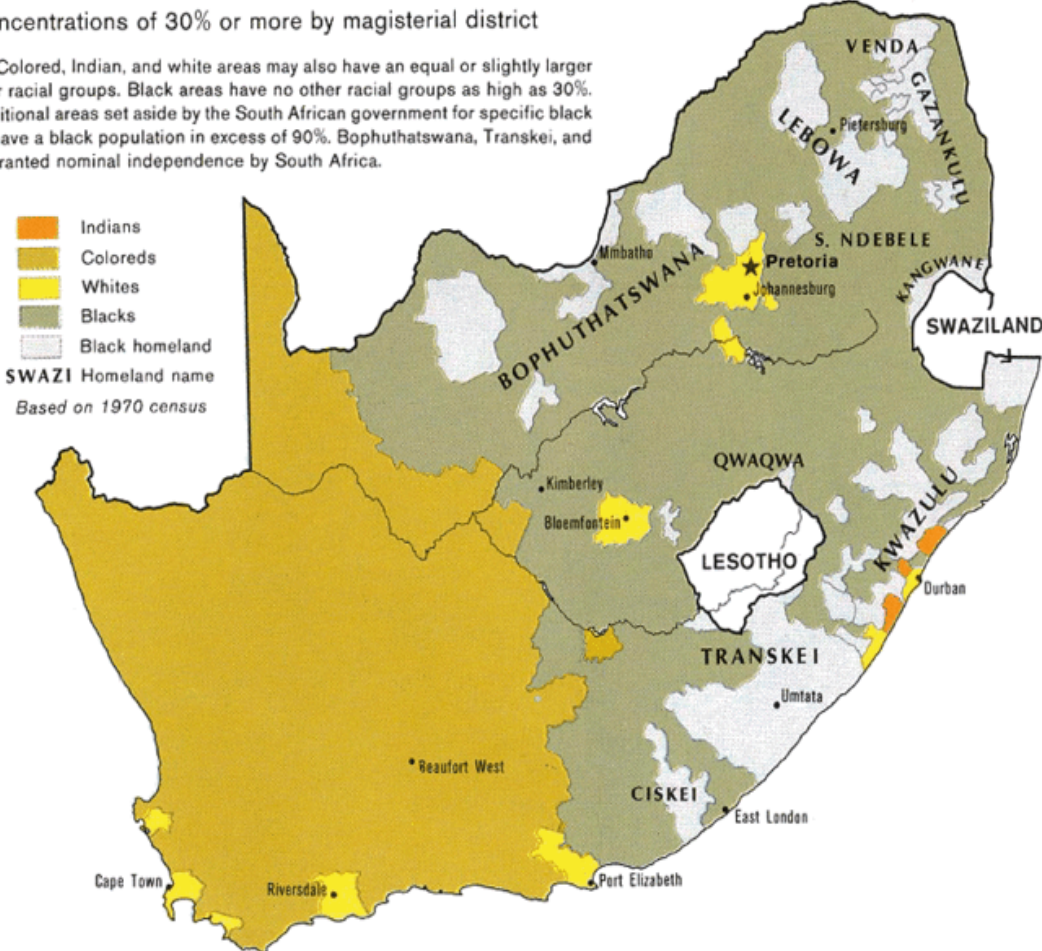 ncentrations of 30% or more by magisterial district
Colored, Indian, and white areas may also have an equal or slightly larger
r racial groups. Black areas have no other racial groups as high as 30%.
itional areas set aside by the South African government for specific black
ave a black population in excess of 90%. Bophuthatswana, Transkei, and
ranted nominal independence by South Africa.
Indians
Coloreds
Whites
Blacks
Black homeland
SWAZI Homeland name
Based on 1970 census
VENDA
GAZANKULU
Pietersburg
LEBOWA
S. NDEBELE
Mmbatho
Pretoria
KANGWANE
Johannesburg
BOPHUTHATSWANA
SWAZILAND
QWAQWA
Kimberley
Bloemfontein
KWAZULU
LESOTHO
Durban
TRANSKEI
Umtata
Beaufort West
CISKEI
East London
Cape Town
Riversdale
Port Elizabeth